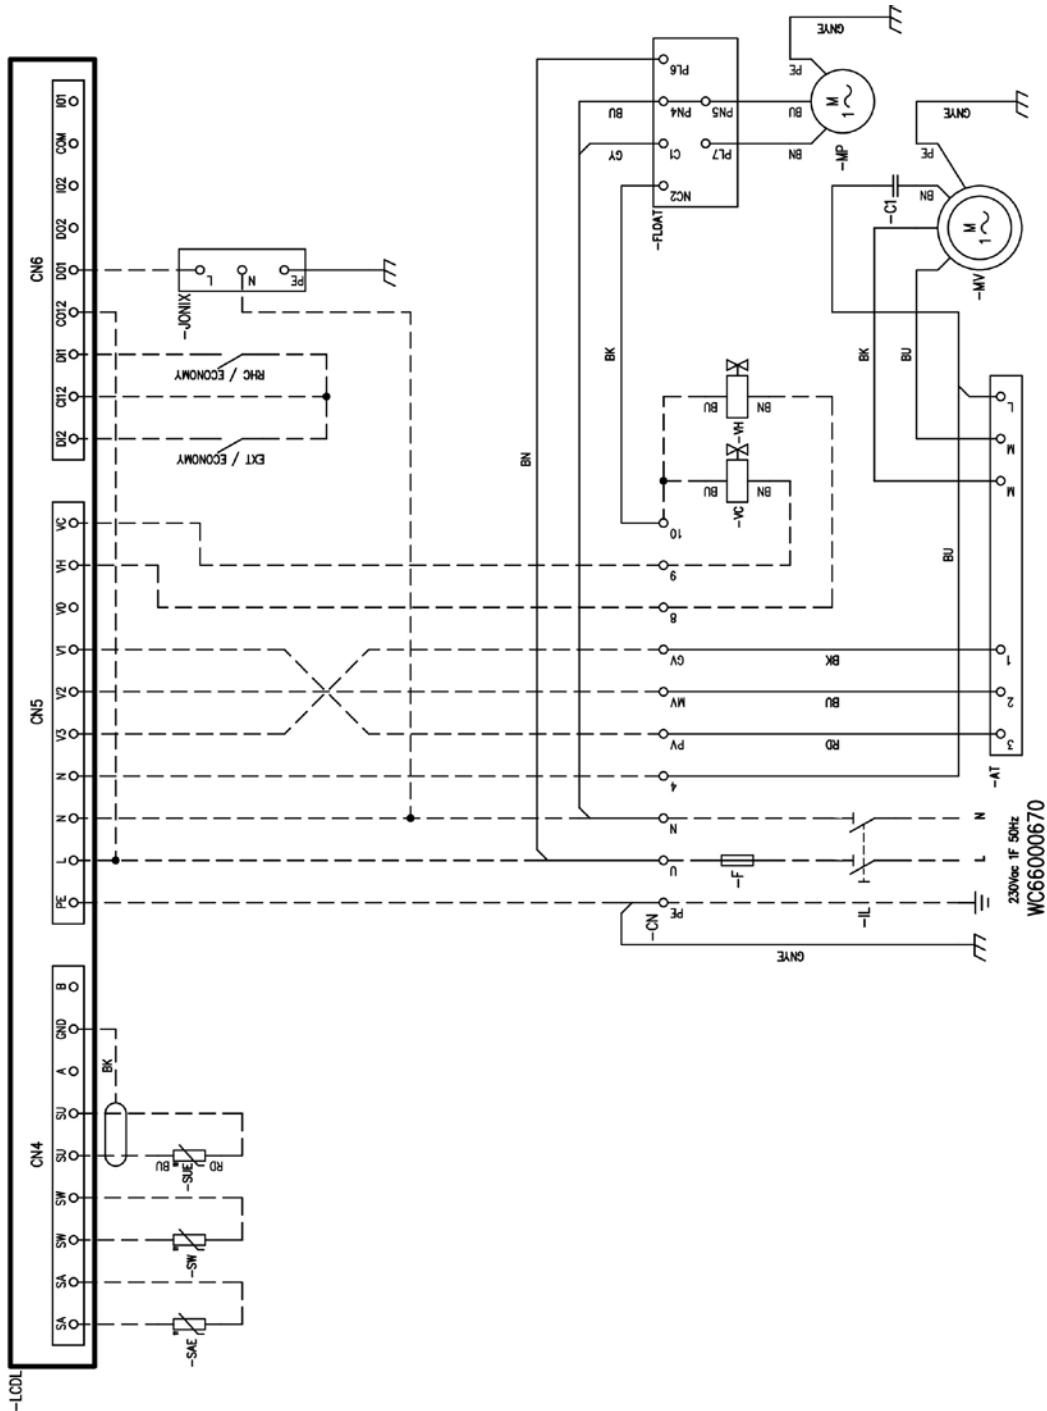 -LCDL
CN4
SA
SA
SW
SW
SU
SU
A
GND
B
CN5
PE
L
N
N
V3
V2
V1
V0
VH
VC
CN6
DI2
CI12
DI1
CO12
DO1
DO2
IO2
COM
IO1
-SAE
-SW
-SUE
BU
RD
BK
EXT / ECONOMY
RHC / ECONOMY
-JONIX
L
N
PE
BN
BK
BU
GY
-FLOAT
PL6
PN4
C1
NC2
PN5
PL7
BU
BN
-MP
M
1
PE
GNYE
-CN
PE
U
N
4
PV
MV
GV
8
9
10
-VC
BU
BN
-VH
BU
BN
GNYE
-F
-IL
RD
BU
BK
BU
BK
BU
-C1
BN
PE
GNYE
-MV
M
1
-AT
3
2
1
M
M
L
L
N
230Vac 1F 50Hz
WC66000670